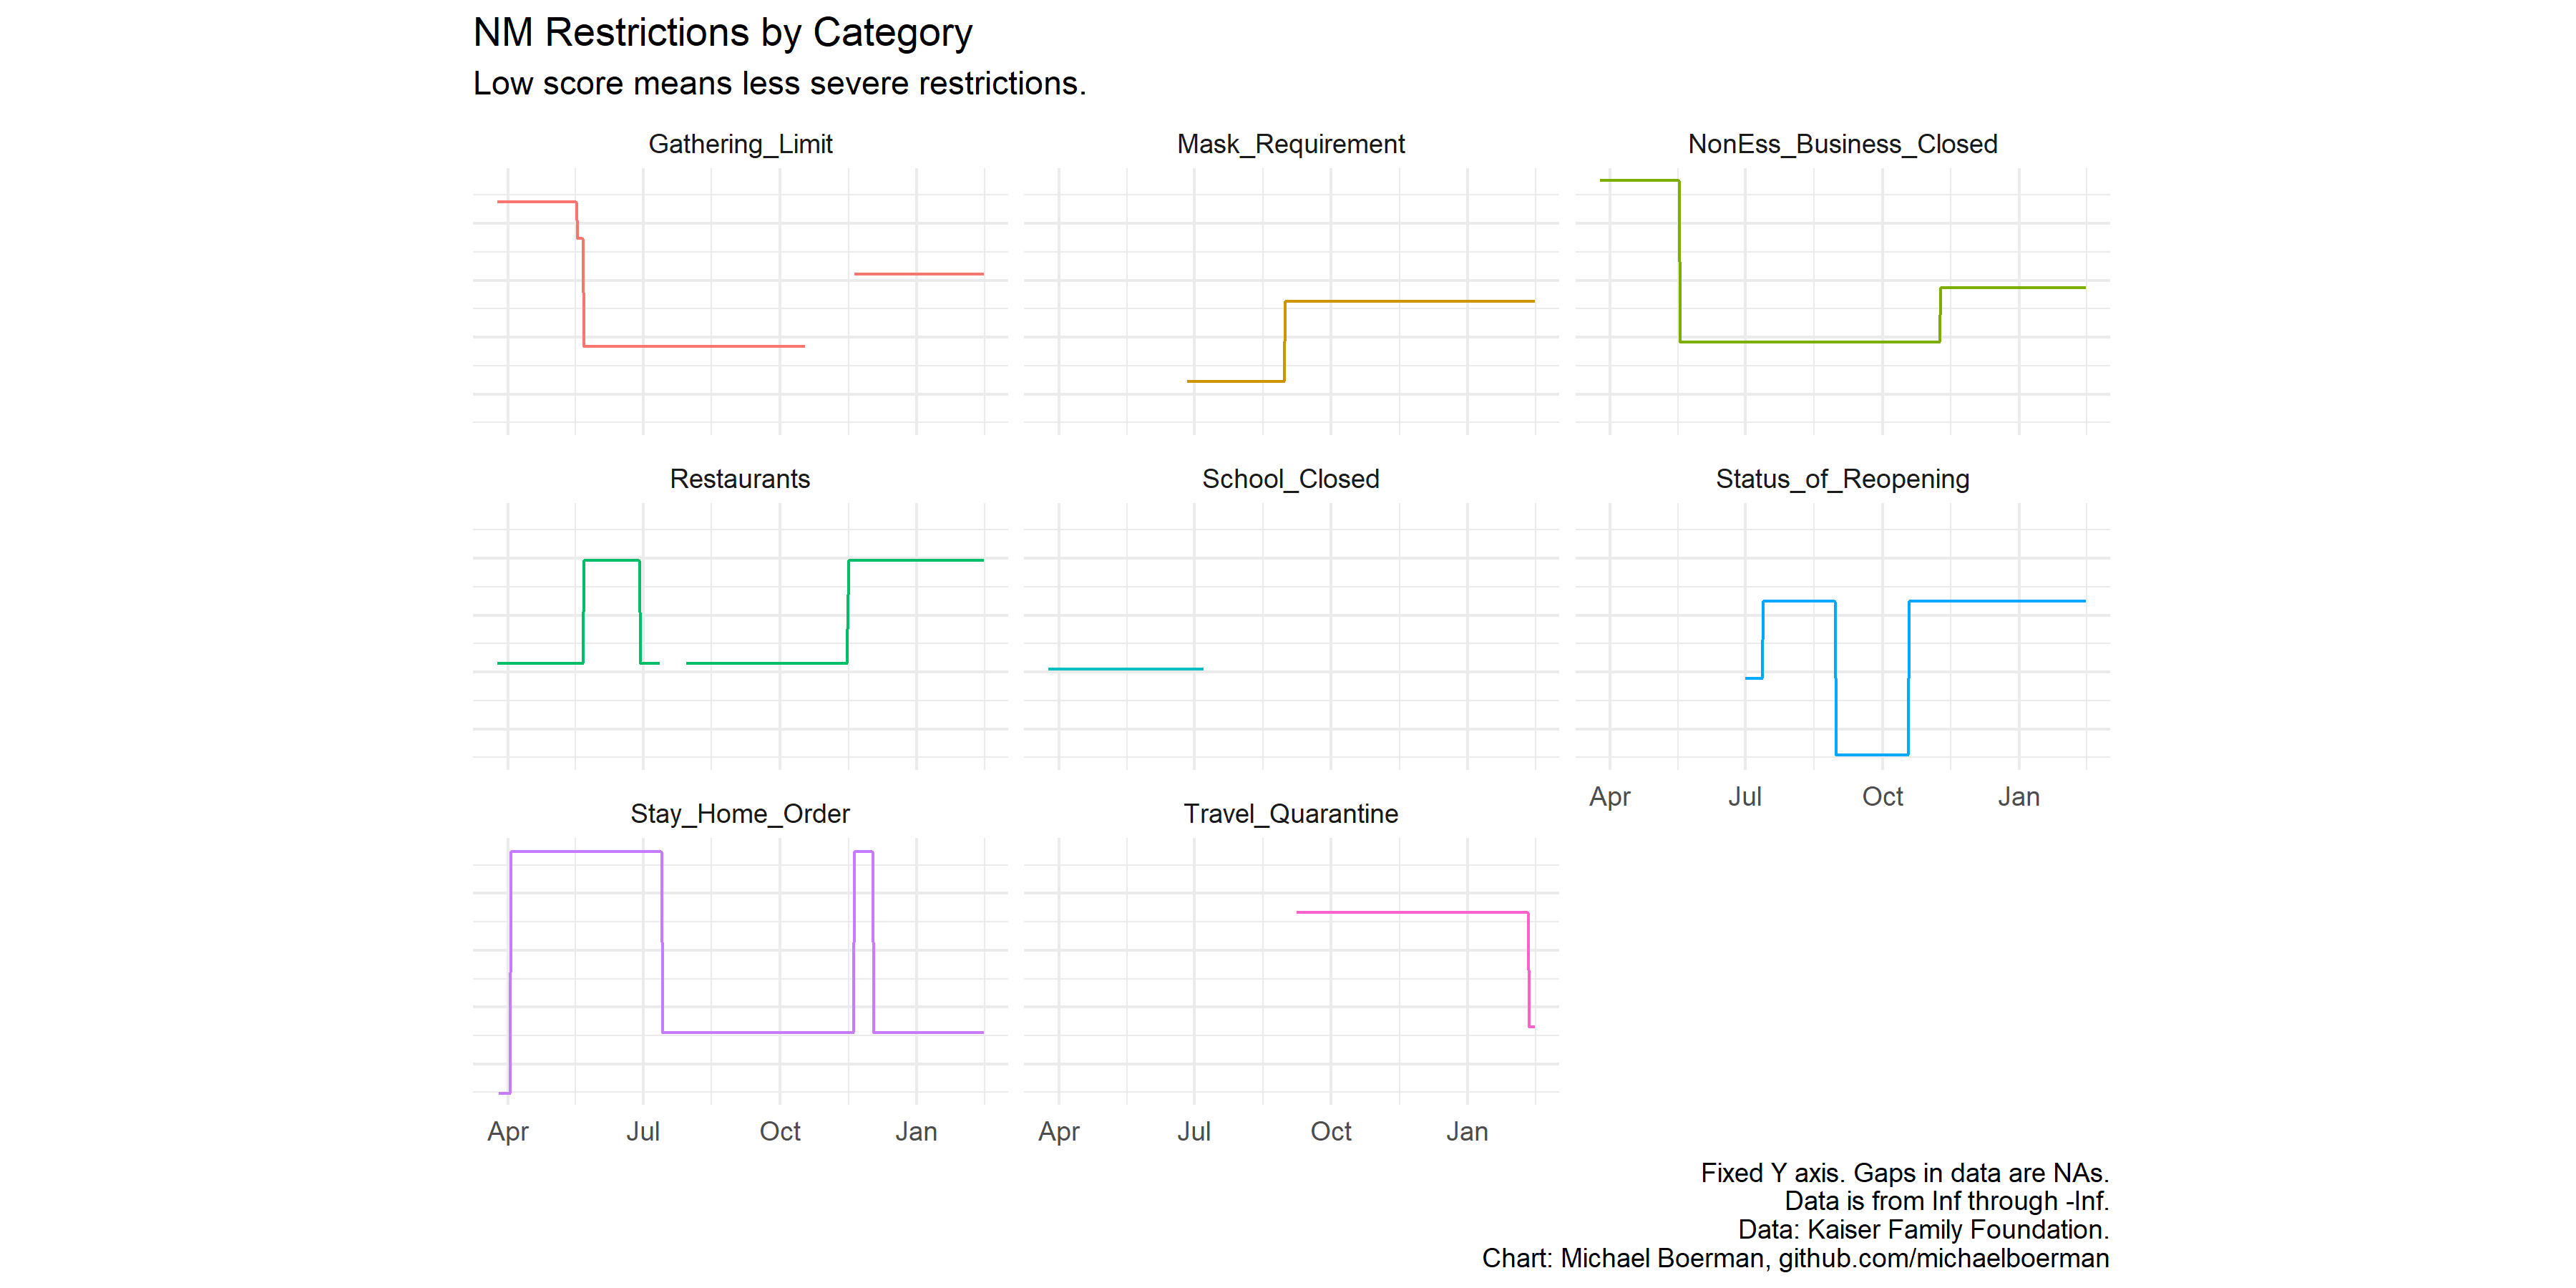 NM Restrictions by Category
Low score means less severe restrictions.
Gathering_Limit
Mask_Requirement
NonEss_Business_Closed
Restaurants
School_Closed
Status_of_Reopening
Apr Jul Oct Jan
Stay_Home_Order
Travel_Quarantine
Apr Jul Oct Jan
Apr Jul Oct Jan
Fixed Y axis. Gaps in data are NAs.
Data is from Inf through -Inf.
Data: Kaiser Family Foundation.
Chart: Michael Boerman, github.com/michaelboerman